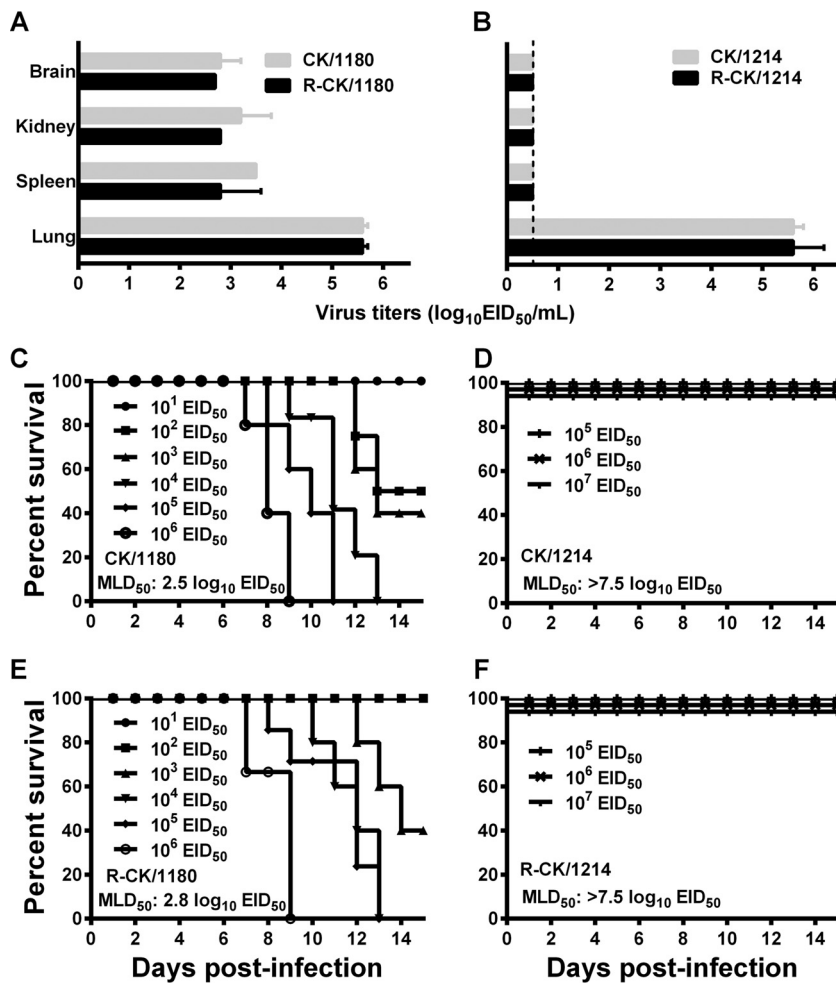 A
Brain
Kidney
Spleen
Lung
CK/1180
R-CK/1180
0 1 2 3 4 5 6
B
CK/1214
R-CK/1214
0 1 2 3 4 5 6
Virus titers (log₁₀EID₅₀/mL)
C
Percent survival
100
80
60
40
20
0
10¹ EID₅₀
10² EID₅₀
10³ EID₅₀
10⁴ EID₅₀
10⁵ EID₅₀
10⁶ EID₅₀
CK/1180
MLD₅₀: 2.5 log₁₀ EID₅₀
0 2 4 6 8 10 12 14
D
100
80
60
40
20
0
10⁵ EID₅₀
10⁶ EID₅₀
10⁷ EID₅₀
CK/1214
MLD₅₀: >7.5 log₁₀ EID₅₀
0 2 4 6 8 10 12 14
E
Percent survival
100
80
60
40
20
0
10¹ EID₅₀
10² EID₅₀
10³ EID₅₀
10⁴ EID₅₀
10⁵ EID₅₀
10⁶ EID₅₀
R-CK/1180
MLD₅₀: 2.8 log₁₀ EID₅₀
0 2 4 6 8 10 12 14
Days post-infection
F
100
80
60
40
20
0
10⁵ EID₅₀
10⁶ EID₅₀
10⁷ EID₅₀
R-CK/1214
MLD₅₀: >7.5 log₁₀ EID₅₀
0 2 4 6 8 10 12 14
Days post-infection